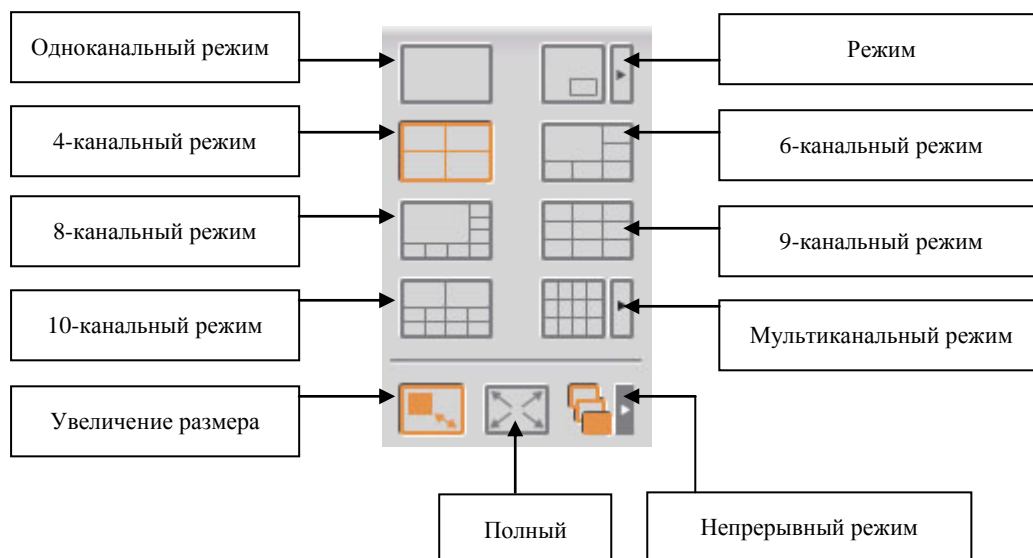 Одноканальный режим
Режим
4-канальный режим
6-канальный режим
8-канальный режим
9-канальный режим
10-канальный режим
Мультиканальный режим
Увеличение размера
Полный
Непрерывный режим